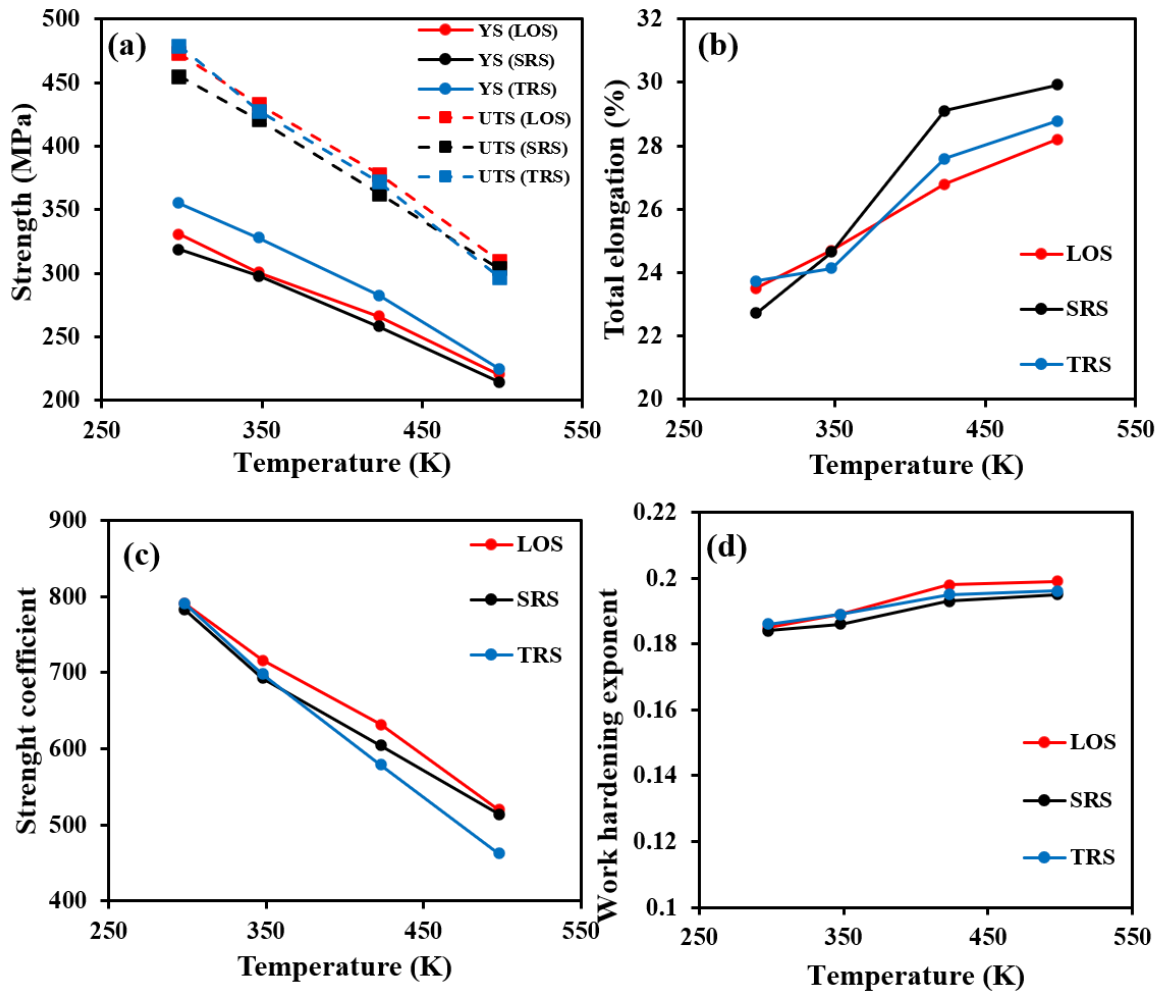 (a)
Strength (MPa)
500
450
400
350
300
250
200
250
350
450
550
Temperature (K)
YS (LOS)
YS (SRS)
YS (TRS)
UTS (LOS)
UTS (SRS)
UTS (TRS)
(b)
Total elongation (%)
32
30
28
26
24
22
20
250
350
450
550
Temperature (K)
LOS
SRS
TRS
(c)
Strenght coefficient
900
800
700
600
500
400
250
350
450
550
Temperature (K)
LOS
SRS
TRS
(d)
Work hardening exponent
0.22
0.2
0.18
0.16
0.14
0.12
0.1
250
350
450
550
Temperature (K)
LOS
SRS
TRS